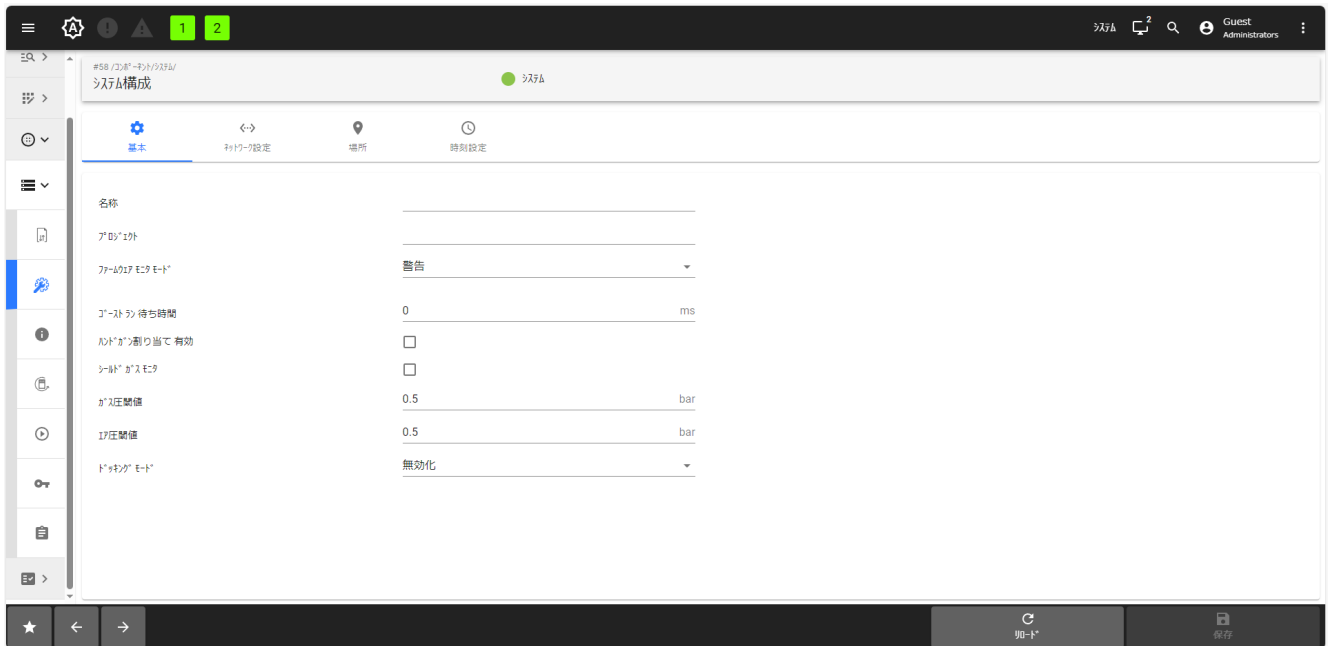 1 2
ｼｽﾃﾑ 2 Guest
Administrators
#58 /ｺﾝﾎﾟｰﾈﾝﾄ/ｼｽﾃﾑ/
ｼｽﾃﾑ構成
ｼｽﾃﾑ
基本 ﾈｯﾄﾜｰｸ設定 場所 時刻設定
名称
ﾌﾟﾛｼﾞｪｸﾄ
ﾌｧｰﾑｳｪｱ ﾓﾆﾀ ﾓｰﾄﾞ 警告
ｺﾞｰｽﾄ ﾗﾝ 待ち時間 0 ms
ﾊﾝﾄﾞｶﾞﾝ割り当て 有効
ｼｰﾙﾄﾞ ｶﾞｽ ﾓﾆﾀ
ｶﾞｽ圧閾値 0.5 bar
ｴｱ圧閾値 0.5 bar
ﾄﾞｯｷﾝｸﾞ ﾓｰﾄﾞ 無効化
ﾘﾛｰﾄﾞ 保存